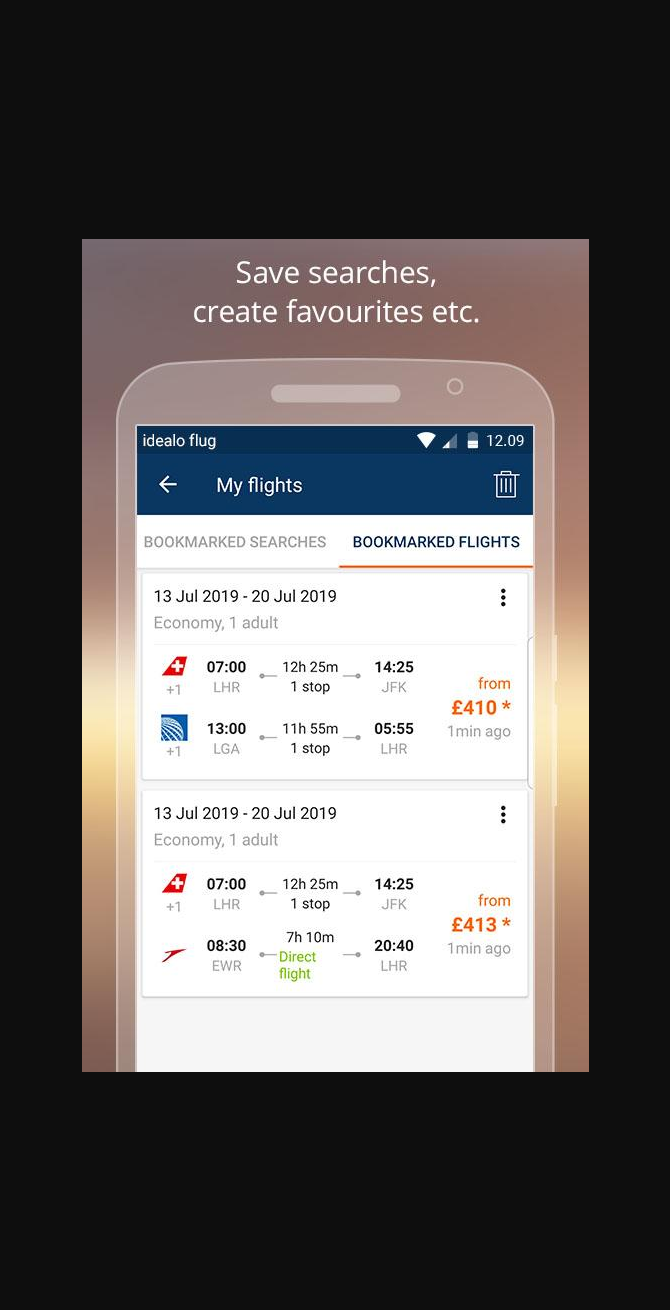 Save searches,
create favourites etc.
idealo flug 12.09
My flights
BOOKMARKED SEARCHES BOOKMARKED FLIGHTS
13 Jul 2019 - 20 Jul 2019
Economy, 1 adult
07:00 12h 25m 14:25
+1 LHR 1 stop JFK
from
£410 *
1min ago
13:00 11h 55m 05:55
+1 LGA 1 stop LHR
13 Jul 2019 - 20 Jul 2019
Economy, 1 adult
07:00 12h 25m 14:25
+1 LHR 1 stop JFK
from
£413 *
1min ago
08:30 7h 10m 20:40
EWR Direct LHR
flight